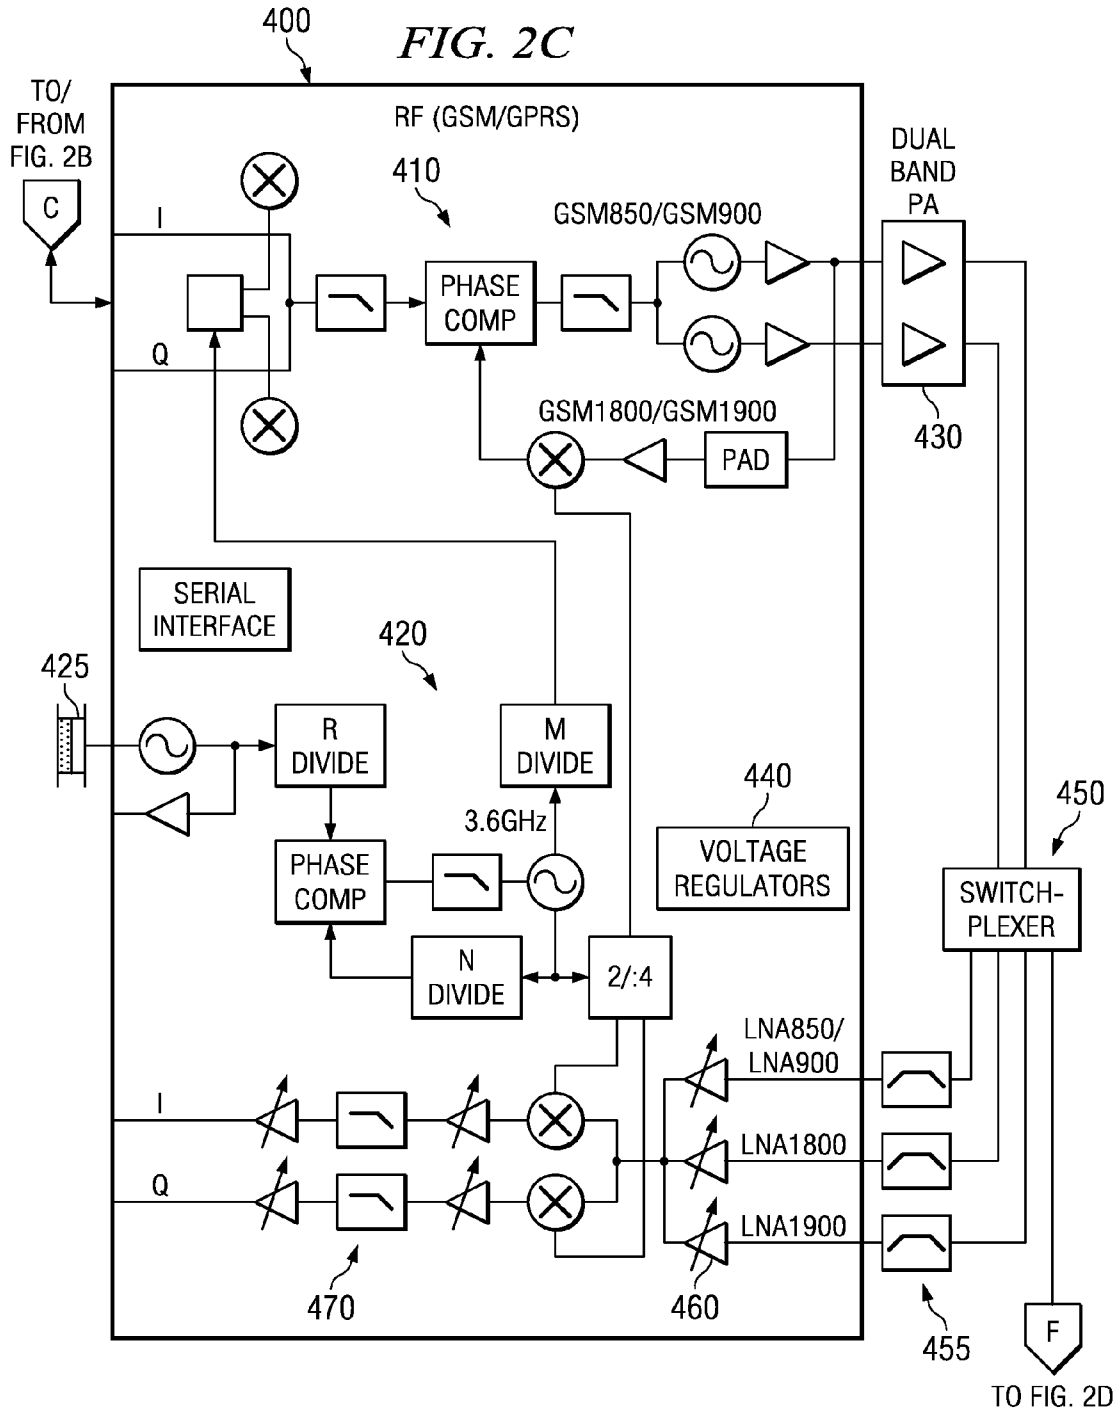 FIG. 2C
400
TO/
FROM
FIG. 2B
C
RF (GSM/GPRS)
410
DUAL
BAND
PA
I
GSM850/GSM900
PHASE
COMP
Q
GSM1800/GSM1900
430
PAD
SERIAL
INTERFACE
420
425
R
DIVIDE
M
DIVIDE
3.6GHz
440
450
PHASE
COMP
VOLTAGE
REGULATORS
SWITCH-
PLEXER
N
DIVIDE
2/:4
LNA850/
LNA900
I
LNA1800
Q
LNA1900
470
460
455
F
TO FIG. 2D